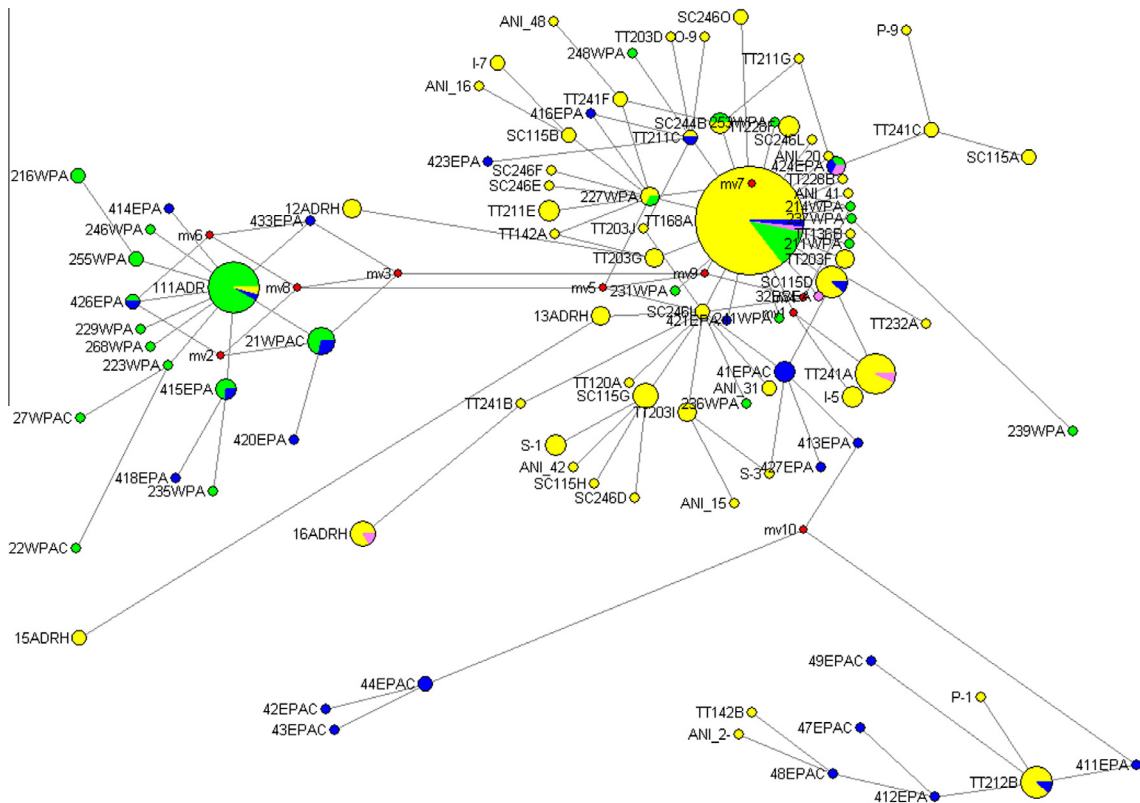 SC246O
ANI_48
P-9
TT203D
O-9
248WPA
TT211G
I-7
ANI_16
TT241F
416EPA
SC244B
TT228F
TT241C
SC115B
TT211C
SC246L
SC115A
423EPA
ANI_20
424EPA
SC246F
216WPA
SC246E
mv7
TT228B
227WPA
ANI_41
414EPA
12ADRH
TT211E
TT168A
214WPA
433EPA
237WPA
246WPA
mv6
TT142A
TT203J
TT136B
211WPA
255WPA
TT203G
TT203F
mv3
mv9
111ADR
mv8
mv5
SC115D
426EPA
231WPA
13ADRH
421EPA
241WPA
mv1
TT232A
229WPA
268WPA
21WPAC
mv2
223WPA
41EPAC
TT241A
415EPA
TT120A
ANI_31
SC115G
I-5
TT241B
236WPA
27WPAC
TT203I
239WPA
420EPA
S-1
413EPA
ANI_42
427EPA
S-3
418EPA
SC115H
235WPA
SC246D
ANI_15
16ADRH
mv10
22WPAC
15ADRH
49EPAC
44EPAC
P-1
42EPAC
TT142B
43EPAC
47EPAC
ANI_2-
411EPA
48EPAC
TT212B
412EPA